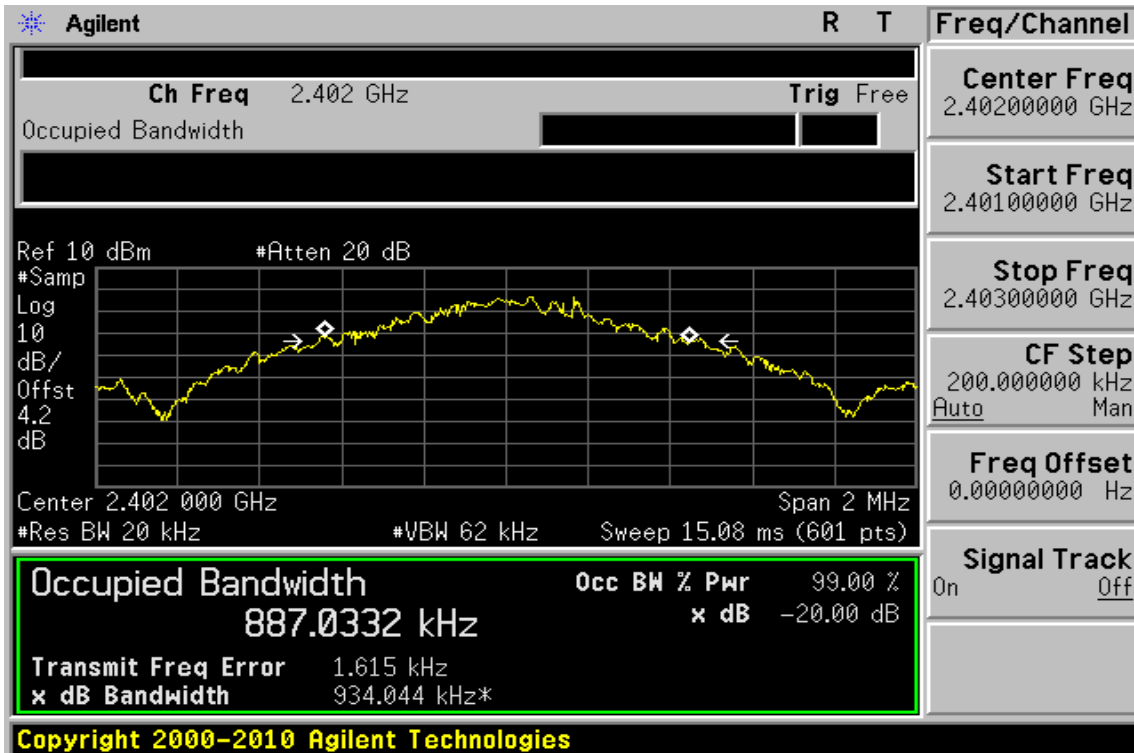 Agilent R T
Freq/Channel
Ch Freq 2.402 GHz Trig Free
Occupied Bandwidth
Center Freq
2.40200000 GHz
Start Freq
2.40100000 GHz
Stop Freq
2.40300000 GHz
CF Step
200.000000 kHz
Auto Man
Freq Offset
0.00000000 Hz
Signal Track
On Off
Ref 10 dBm #Atten 20 dB
#Samp
Log
10
dB/
Offst
4.2
dB
Center 2.402 000 GHz Span 2 MHz
#Res BW 20 kHz #VBW 62 kHz Sweep 15.08 ms (601 pts)
Occupied Bandwidth
887.0332 kHz
Occ BW % Pwr 99.00 %
x dB -20.00 dB
Transmit Freq Error 1.615 kHz
x dB Bandwidth 934.044 kHz*
Copyright 2000-2010 Agilent Technologies